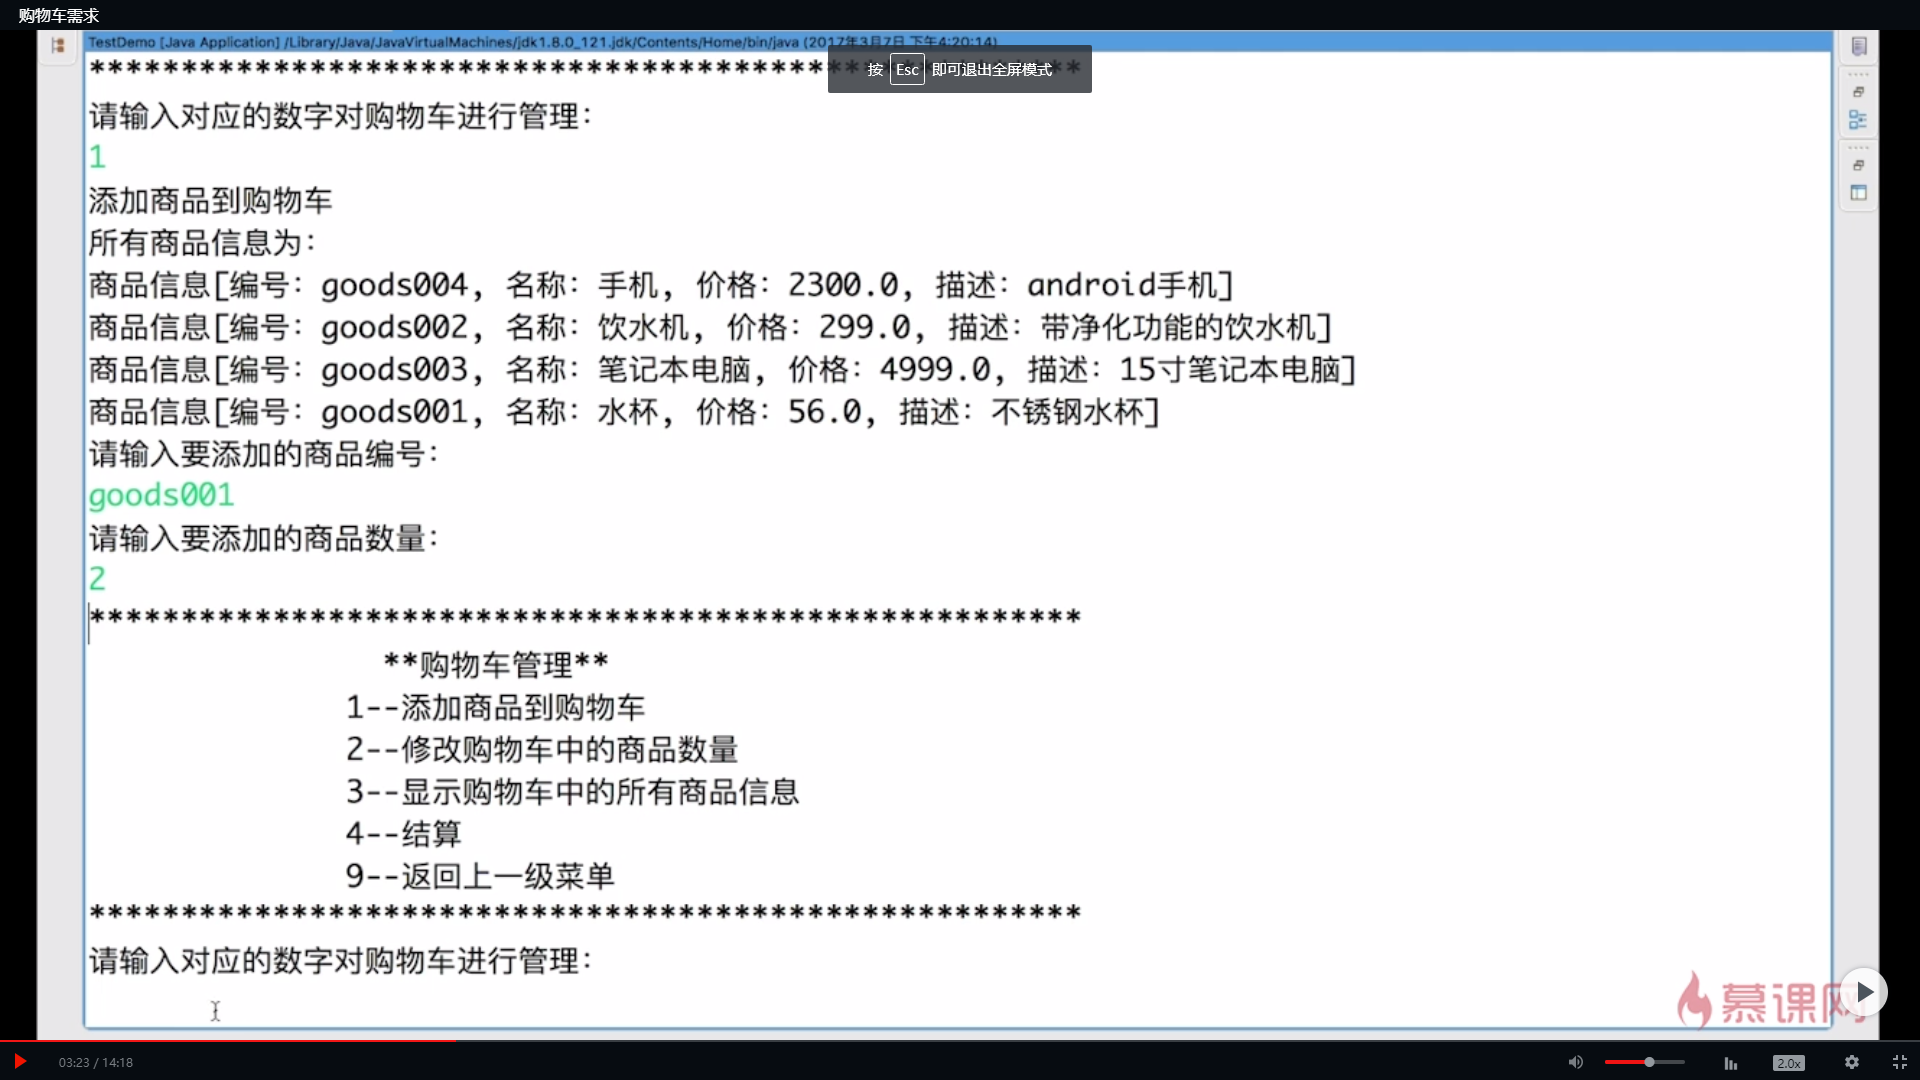 购物车需求
TestDemo [Java Application] /Library/Java/JavaVirtualMachines/jdk1.8.0_121.jdk/Contents/Home/bin/java (2017年3月7日 下午4:20:14)
******************************************************
按 Esc 即可退出全屏模式
请输入对应的数字对购物车进行管理:
1
添加商品到购物车
所有商品信息为:
商品信息[编号: goods004, 名称: 手机, 价格: 2300.0, 描述: android手机]
商品信息[编号: goods002, 名称: 饮水机, 价格: 299.0, 描述: 带净化功能的饮水机]
商品信息[编号: goods003, 名称: 笔记本电脑, 价格: 4999.0, 描述: 15寸笔记本电脑]
商品信息[编号: goods001, 名称: 水杯, 价格: 56.0, 描述: 不锈钢水杯]
请输入要添加的商品编号:
goods001
请输入要添加的商品数量:
2
******************************************************
**购物车管理**
1--添加商品到购物车
2--修改购物车中的商品数量
3--显示购物车中的所有商品信息
4--结算
9--返回上一级菜单
******************************************************
请输入对应的数字对购物车进行管理:
慕课网
03:23 / 14:18
2.0x